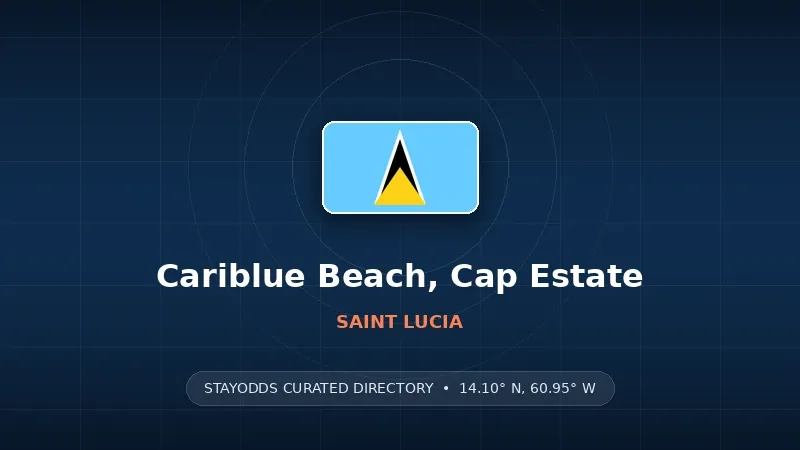 Cariblue Beach, Cap Estate
SAINT LUCIA
STAYODDS CURATED DIRECTORY • 14.10° N, 60.95° W